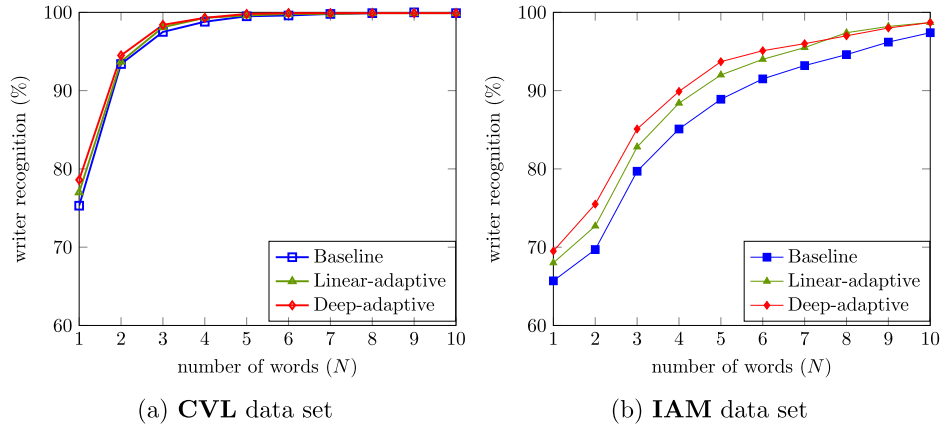 100
90
80
70
60
writer recognition (%)
1 2 3 4 5 6 7 8 9 10
number of words (N)
Baseline
Linear-adaptive
Deep-adaptive
(a) CVL data set
100
90
80
70
60
writer recognition (%)
1 2 3 4 5 6 7 8 9 10
number of words (N)
Baseline
Linear-adaptive
Deep-adaptive
(b) IAM data set